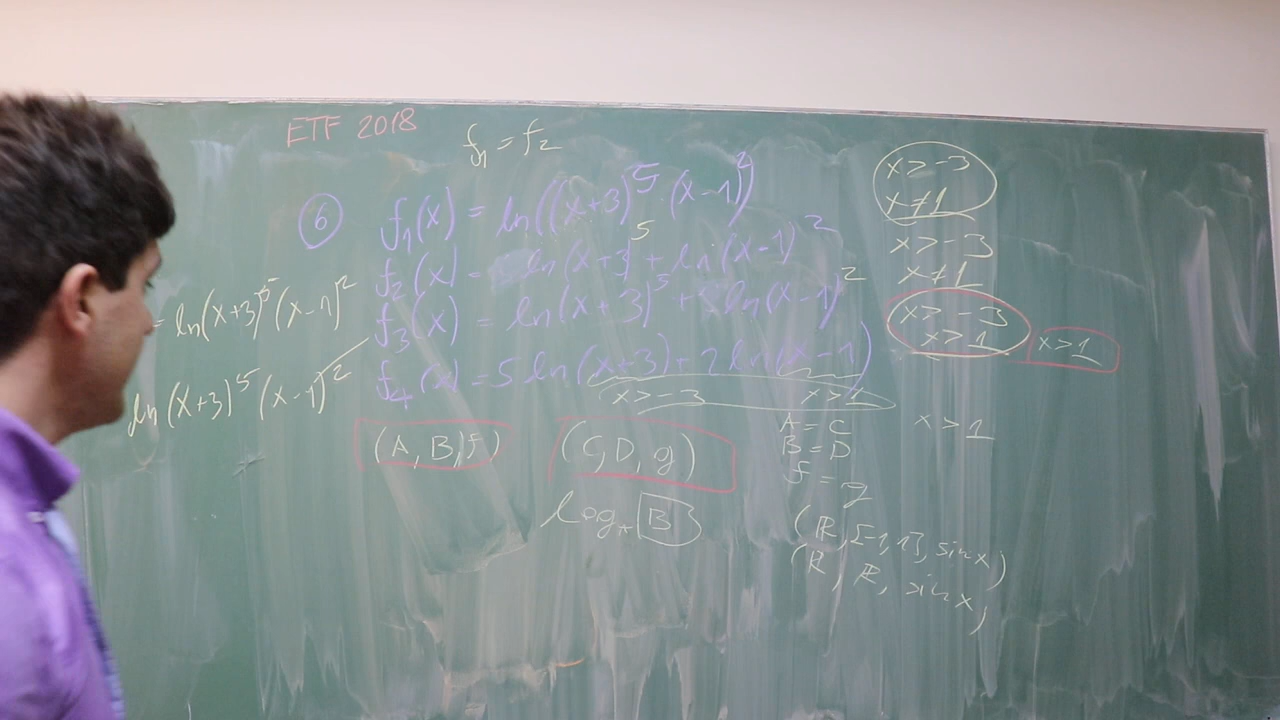 ETF 2018
f₁ = f₂
6
f₁(x) = ln((x+3)⁵ · (x-1)²)
f₂(x) = ln(x+3)⁵ + ln(x-1)²
f₃(x) = ln(x+3)⁵ + 2 ln(x-1)
f₄(x) = 5 ln(x+3) + 2 ln(x-1)
x > -3 x > 1
x > -3
x ≠ 1
x > -3
x ≠ 1
x > -3
x > 1
x > 1
x > 1
= ln(x+3)⁵(x-1)²
ln(x+3)⁵(x-1)²
(A, B, f) (C, D, g)
A = C
B = D
f = g
log* B
(ℝ, [-1, 1], sin x)
(ℝ, ℝ, sin x)